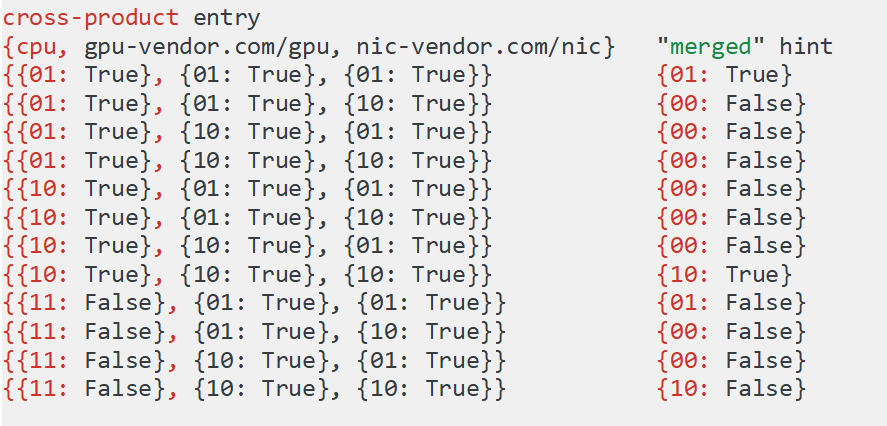 cross-product entry
{cpu, gpu-vendor.com/gpu, nic-vendor.com/nic}   "merged" hint
{{01: True}, {01: True}, {01: True}}            {01: True}
{{01: True}, {01: True}, {10: True}}            {00: False}
{{01: True}, {10: True}, {01: True}}            {00: False}
{{01: True}, {10: True}, {10: True}}            {00: False}
{{10: True}, {01: True}, {01: True}}            {00: False}
{{10: True}, {01: True}, {10: True}}            {00: False}
{{10: True}, {10: True}, {01: True}}            {00: False}
{{10: True}, {10: True}, {10: True}}            {10: True}
{{11: False}, {01: True}, {01: True}}           {01: False}
{{11: False}, {01: True}, {10: True}}           {00: False}
{{11: False}, {10: True}, {01: True}}           {00: False}
{{11: False}, {10: True}, {10: True}}           {10: False}